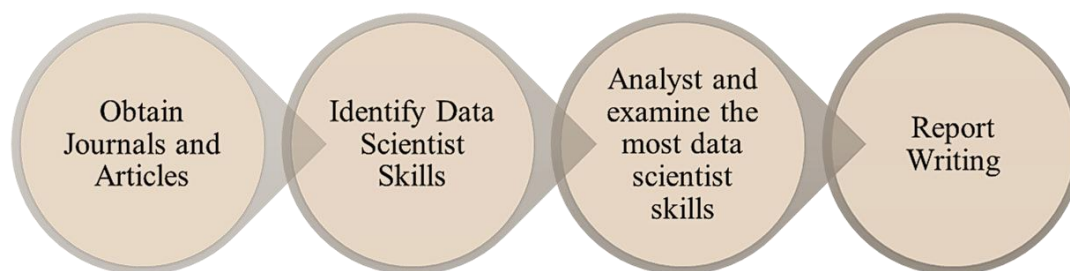 Obtain
Journals and
Articles
Identify Data
Scientist
Skills
Analyst and
examine the
most data
scientist
skills
Report
Writing